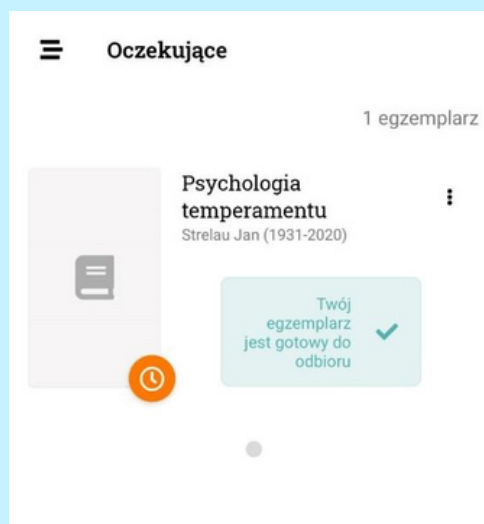 Oczekujące
1 egzemplarz
Psychologia
temperamentu
Strelau Jan (1931-2020)
Twój
egzemplarz
jest gotowy do
odbioru